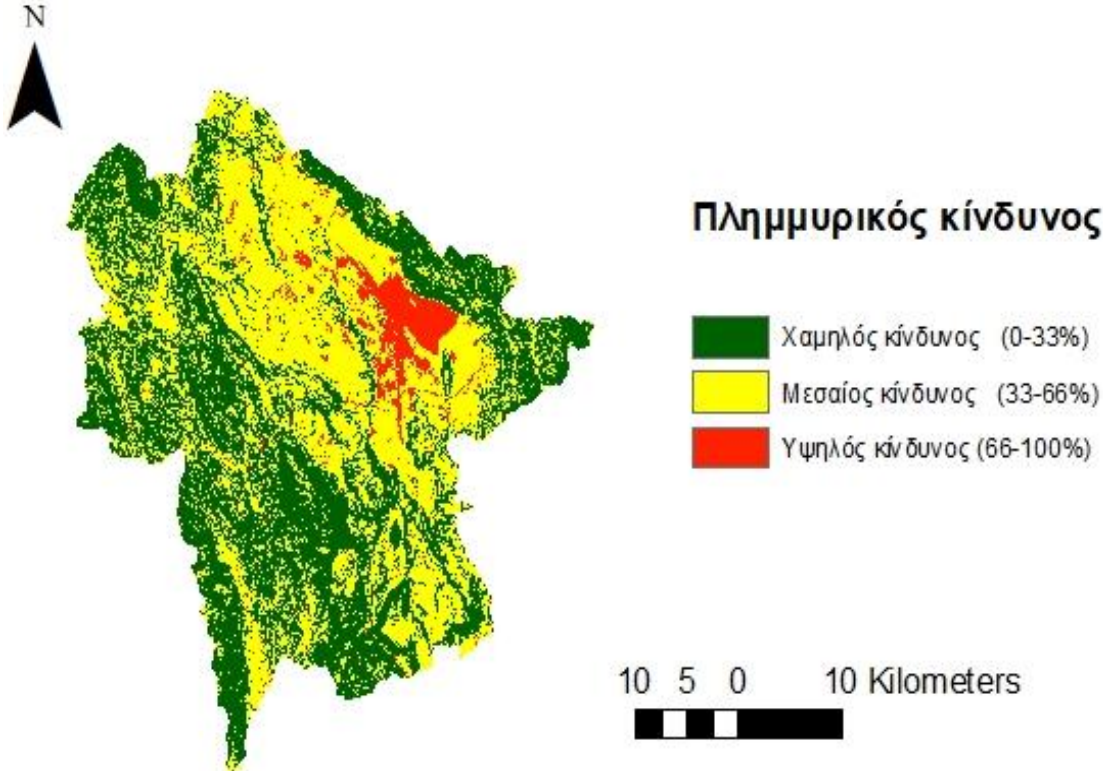 N
Πλημμυρικός κίνδυνος
Χαμηλός κίνδυνος (0-33%)
Μεσαίος κίνδυνος (33-66%)
Υψηλός κίνδυνος (66-100%)
10 5 0 10 Kilometers